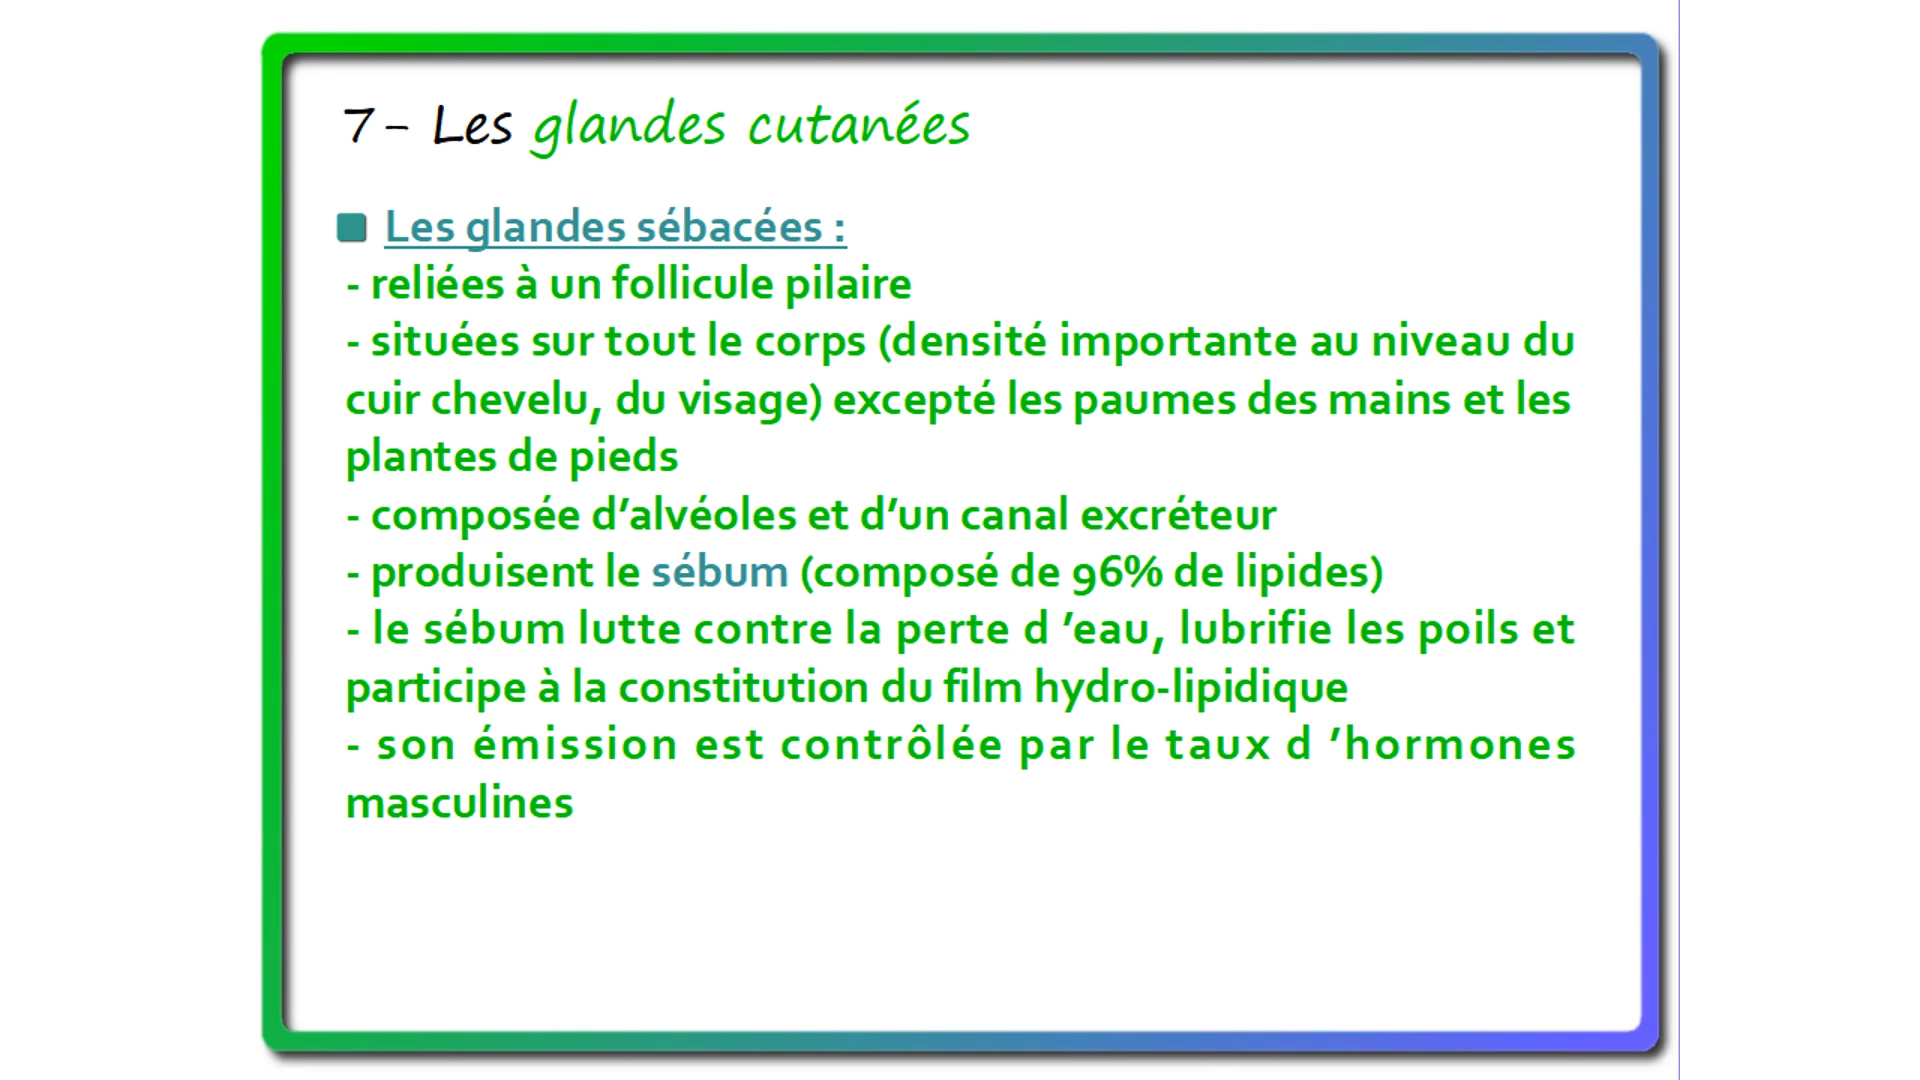 7- Les glandes cutanées
Les glandes sébacées :
- reliées à un follicule pilaire
- situées sur tout le corps (densité importante au niveau du
cuir chevelu, du visage) excepté les paumes des mains et les
plantes de pieds
- composée d’alvéoles et d’un canal excréteur
- produisent le sébum (composé de 96% de lipides)
- le sébum lutte contre la perte d ’eau, lubrifie les poils et
participe à la constitution du film hydro-lipidique
- son émission est contrôlée par le taux d ’hormones
masculines